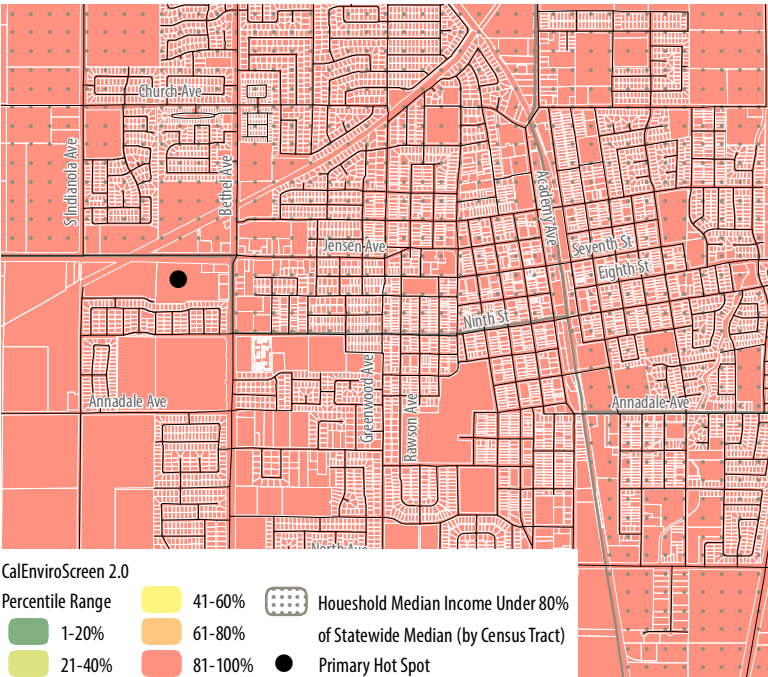 Church Ave
S Indianola Ave
Bethel Ave
Academy Ave
Jensen Ave
Seventh St
Eighth St
Ninth St
Greenwood Ave
Rawson Ave
Annadale Ave
Annadale Ave
North Ave
CalEnviroScreen 2.0
Percentile Range
1-20%
21-40%
41-60%
61-80%
81-100%
Houeshold Median Income Under 80%
of Statewide Median (by Census Tract)
Primary Hot Spot